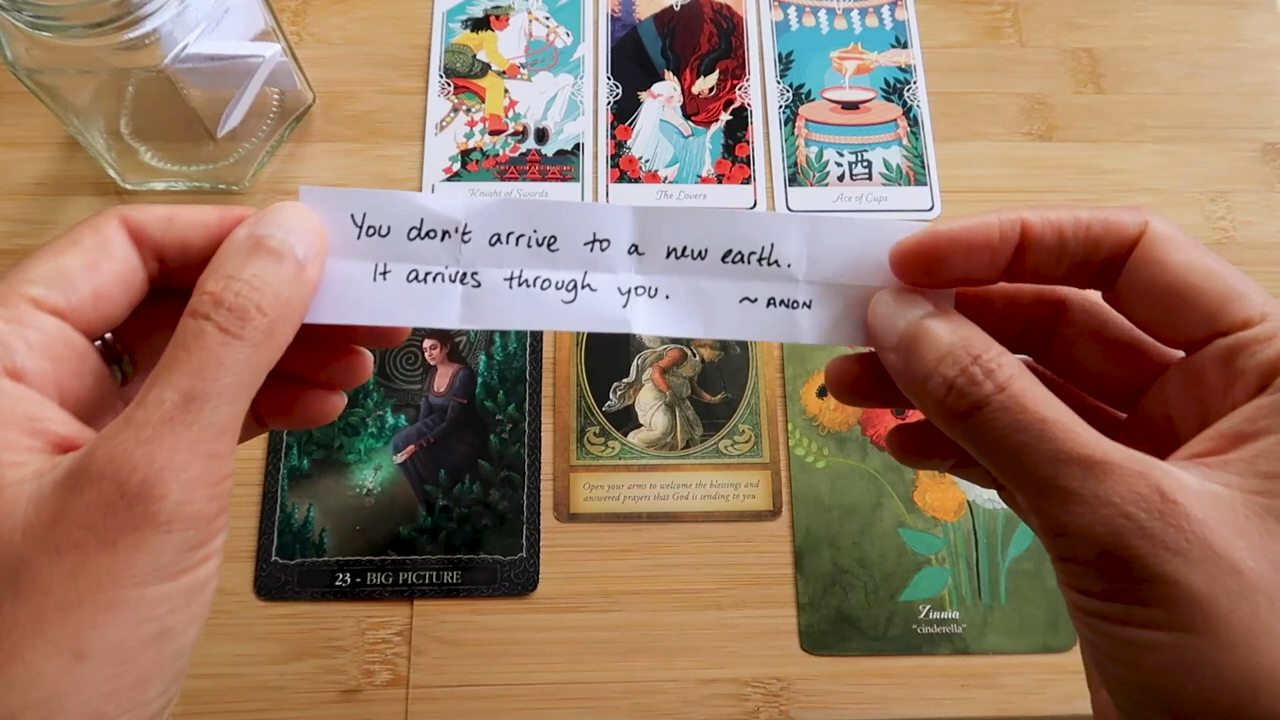 Knight of Swords
The Lovers
酒
Ace of Cups
You don't arrive to a new earth.
It arrives through you.
~ ANON
Open your arms to welcome the blessings and
answered prayers that God is sending to you.
23 - BIG PICTURE
Zinnia
"cinderella"